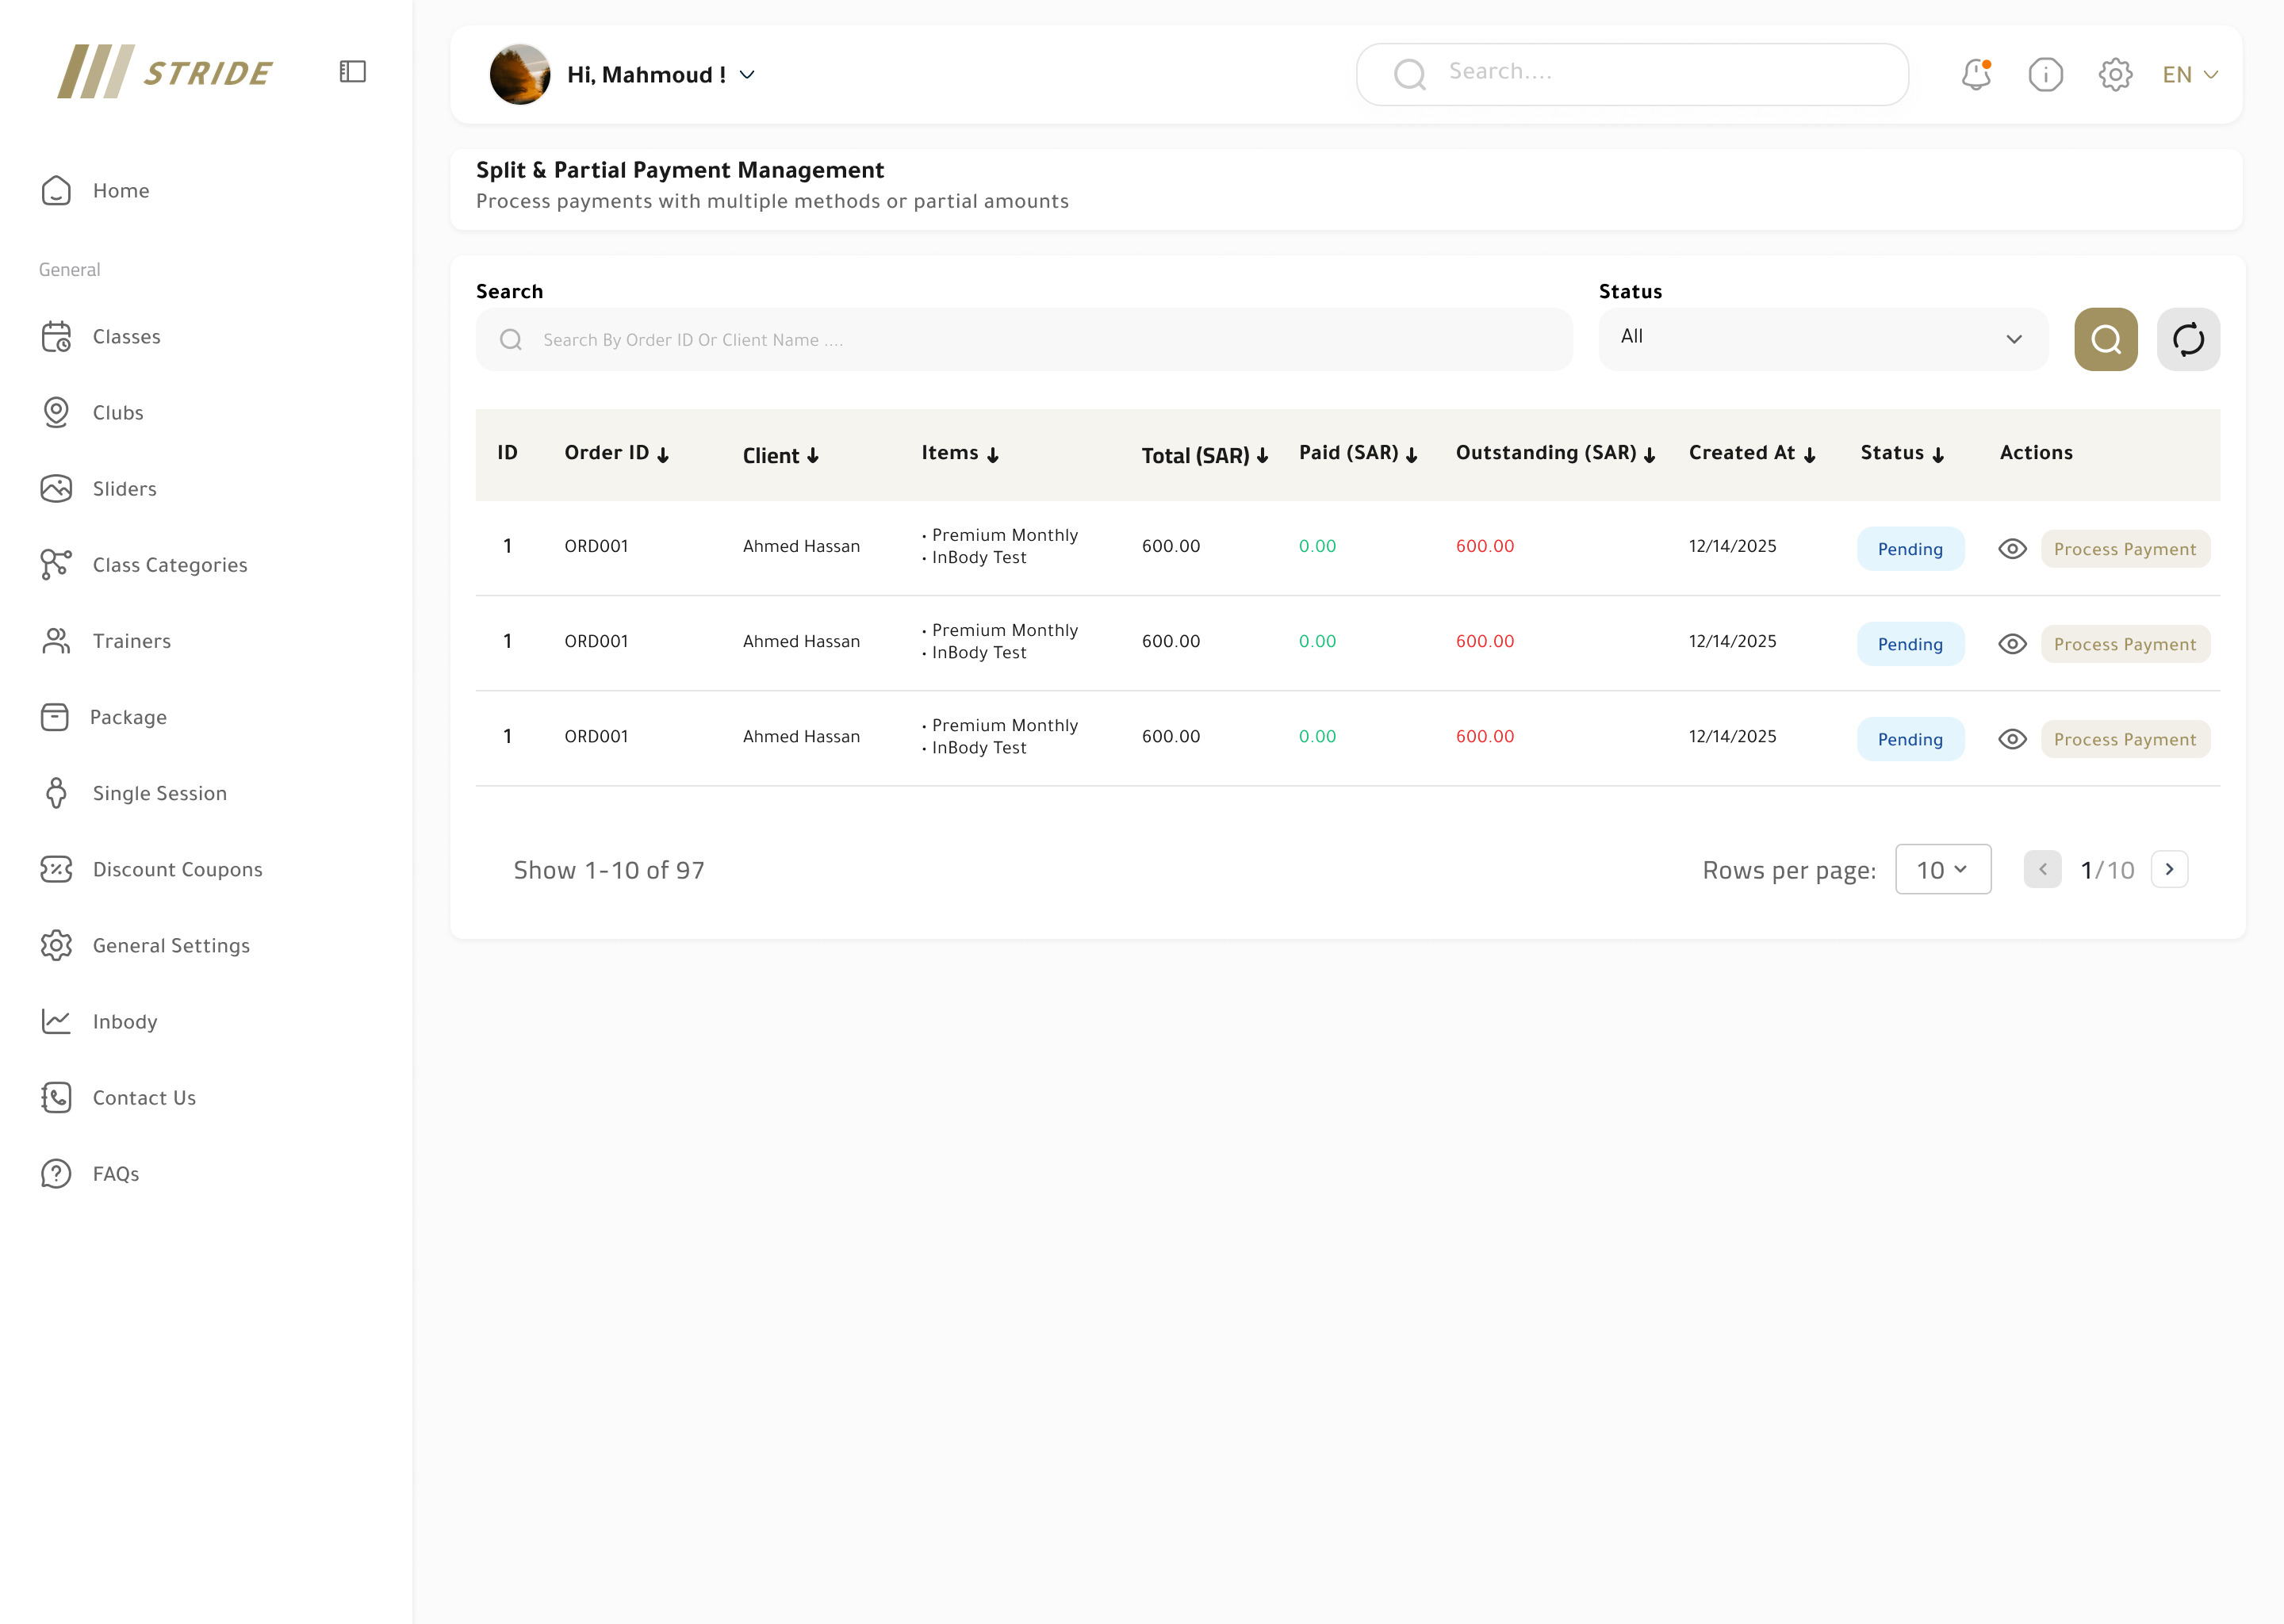 STRIDE
Hi, Mahmoud !
Search....
EN
Home
General
Classes
Clubs
Sliders
Class Categories
Trainers
Package
Single Session
Discount Coupons
General Settings
Inbody
Contact Us
FAQs
Split & Partial Payment Management
Process payments with multiple methods or partial amounts
Search
Status
Search By Order ID Or Client Name ....
All
ID Order ID Client Items Total (SAR) Paid (SAR) Outstanding (SAR) Created At Status Actions
1 ORD001 Ahmed Hassan • Premium Monthly 600.00 0.00 600.00 12/14/2025 Pending Process Payment
• InBody Test
1 ORD001 Ahmed Hassan • Premium Monthly 600.00 0.00 600.00 12/14/2025 Pending Process Payment
• InBody Test
1 ORD001 Ahmed Hassan • Premium Monthly 600.00 0.00 600.00 12/14/2025 Pending Process Payment
• InBody Test
Show 1-10 of 97
Rows per page: 10 1/10